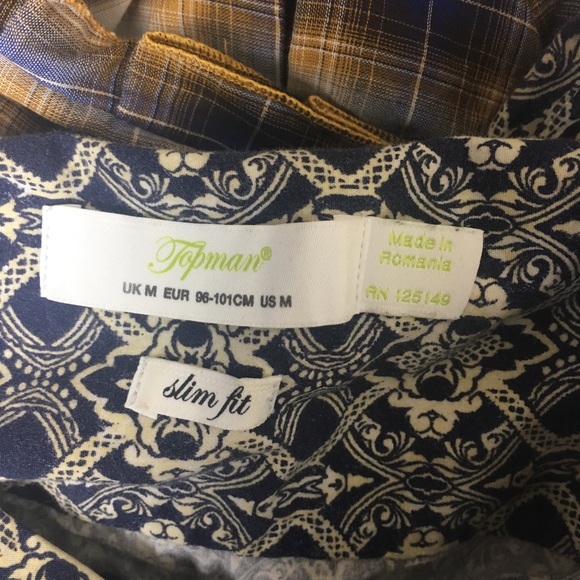 Topman®
UK M EUR 96-101CM US M
Made in
Romania
RN 125149
slim fit